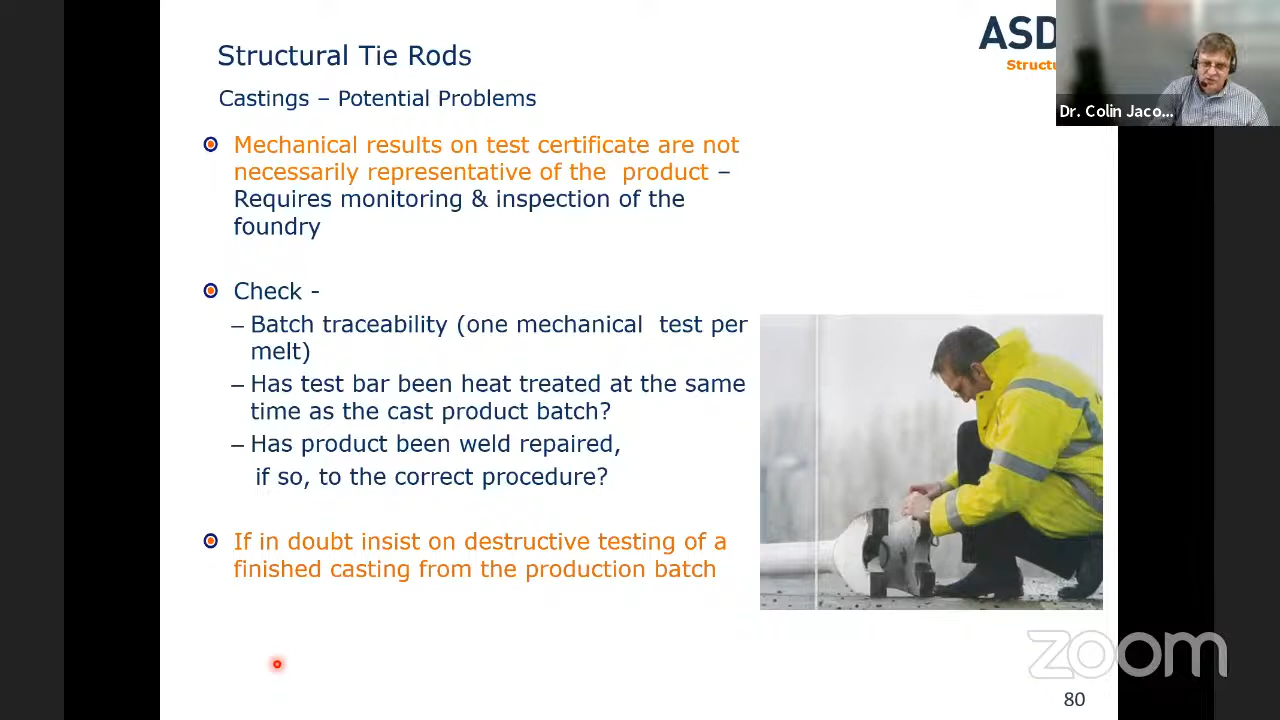 Structural Tie Rods
ASD
Structu
Castings – Potential Problems
Dr. Colin Jaco...
Mechanical results on test certificate are not
necessarily representative of the product –
Requires monitoring & inspection of the
foundry
Check -
– Batch traceability (one mechanical test per
melt)
– Has test bar been heat treated at the same
time as the cast product batch?
– Has product been weld repaired,
if so, to the correct procedure?
If in doubt insist on destructive testing of a
finished casting from the production batch
zoom
80